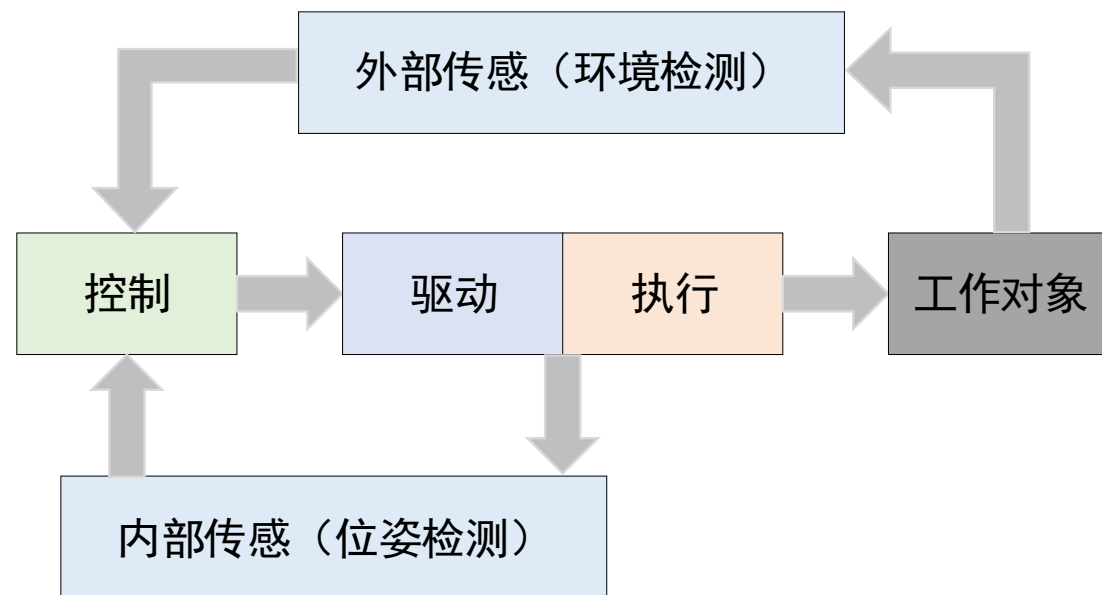 外部传感（环境检测）
控制
驱动
执行
工作对象
内部传感（位姿检测）